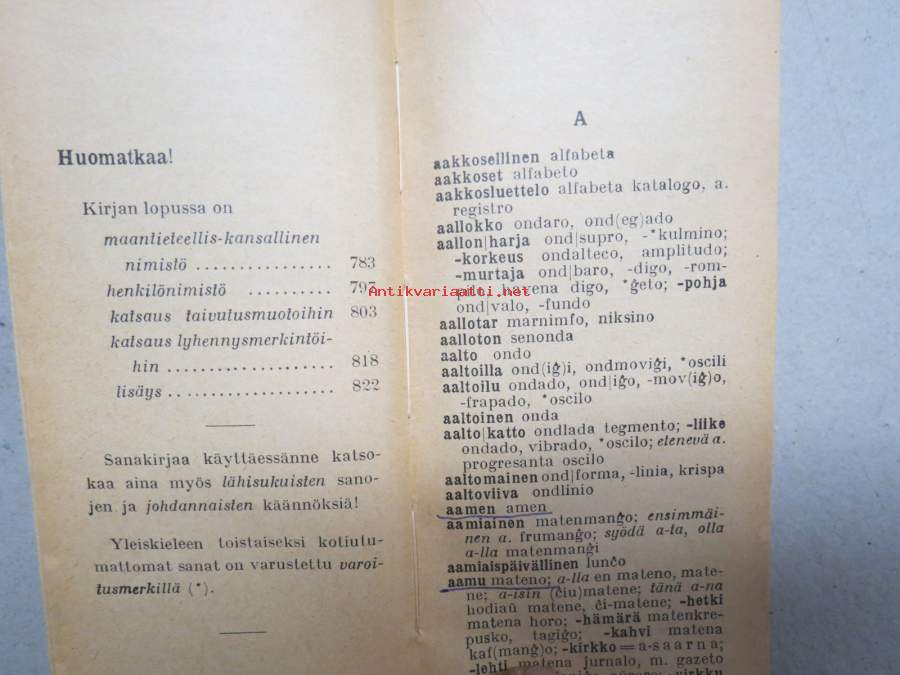 Huomatkaa!
Kirjan lopussa on
maantieteellis-kansallinen
nimistö ................ 783
henkilönimistö .......... 797
katsaus taivutusmuotoihin 803
katsaus lyhennysmerkintöi-
hin .................... 818
lisäys .................. 822
Sanakirjaa käyttäessänne katso-
kaa aina myös lähisukuisten sano-
jen ja johdannaisten käännöksiä!
Yleiskieleen toistaiseksi kotiutu-
mattomat sanat on varustettu varoi-
tusmerkillä (*).
A
aakkosellinen alfabeta
aakkoset alfabeto
aakkosluettelo alfabeta katalogo, a.
registro
aallokko ondaro, ond(eg)ado
aallon|harja ond|supro, -*kulmino;
-korkeus ondalteco, amplitudo;
-murtaja ond|baro, -digo, -rom-
havena digo, *ĝeto; -pohja
ond|valo, -fundo
aallotar marnimfo, niksino
aalloton senonda
aalto ondo
aaltoilla ond(iĝ)i, ondmoviĝi, *oscili
aaltoilu ondado, ond|iĝo, -mov(iĝ)o,
-frapado, *oscilo
aaltoinen onda
aalto|katto ondlada tegmento; -liike
ondado, vibrado, *oscilo; etenevä a.
progresanta oscilo
aaltomainen ond|forma, -linia, krispa
aaltoviiva ondlinio
aamen amen
aamiainen matenmanĝo; ensimmäi-
nen a. frumanĝo; syödä a-ta, olla
a-lla matenmanĝi
aamiaispäivällinen lunĉo
aamu mateno; a-lla en mateno, mate-
ne; a-isin (ĉiu)matene; tänä a-na
hodiaŭ matene, ĉi-matene; -hetki
matena horo; -hämärä matenkre-
pusko, tagiĝo; -kahvi matena
kaf(manĝ)o; -kirkko = a-saarna;
-lehti matena jurnalo, m. gazeto
Antikvariaatti.net